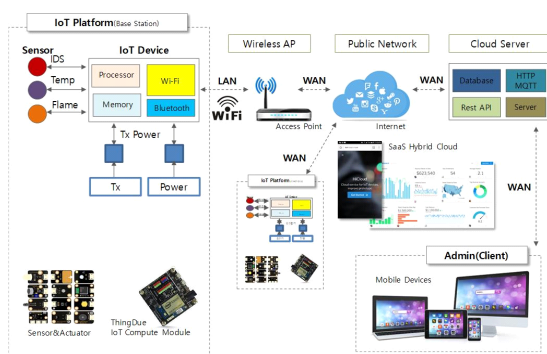 IoT Platform(Base Station)
Sensor
IoT Device
IDS
Temp
Flame
Processor
Wi-Fi
Memory
Bluetooth
Tx Power
Tx
Power
Sensor&Actuator
ThingDue
IoT Compute Module
Wireless AP
Public Network
Cloud Server
LAN
WiFi
WAN
WAN
Access Point
Internet
Database
HTTP
MQTT
Rest API
Server
WAN
IoT Platform
SaaS Hybrid Cloud
WAN
Admin(Client)
Mobile Devices